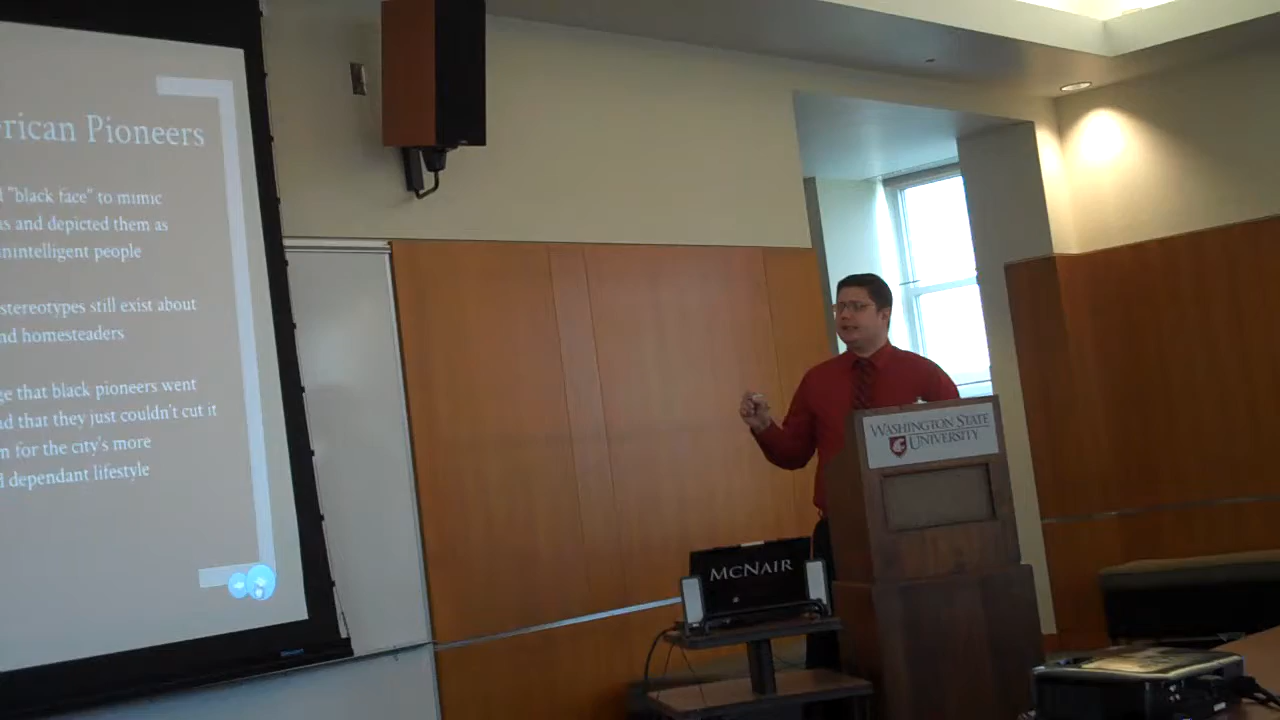 rican Pioneers
"black face" to mimic
s and depicted them as
nintelligent people
stereotypes still exist about
nd homesteaders
ge that black pioneers went
d that they just couldn't cut it
n for the city's more
d dependant lifestyle
WASHINGTON STATE
UNIVERSITY
MCNAIR